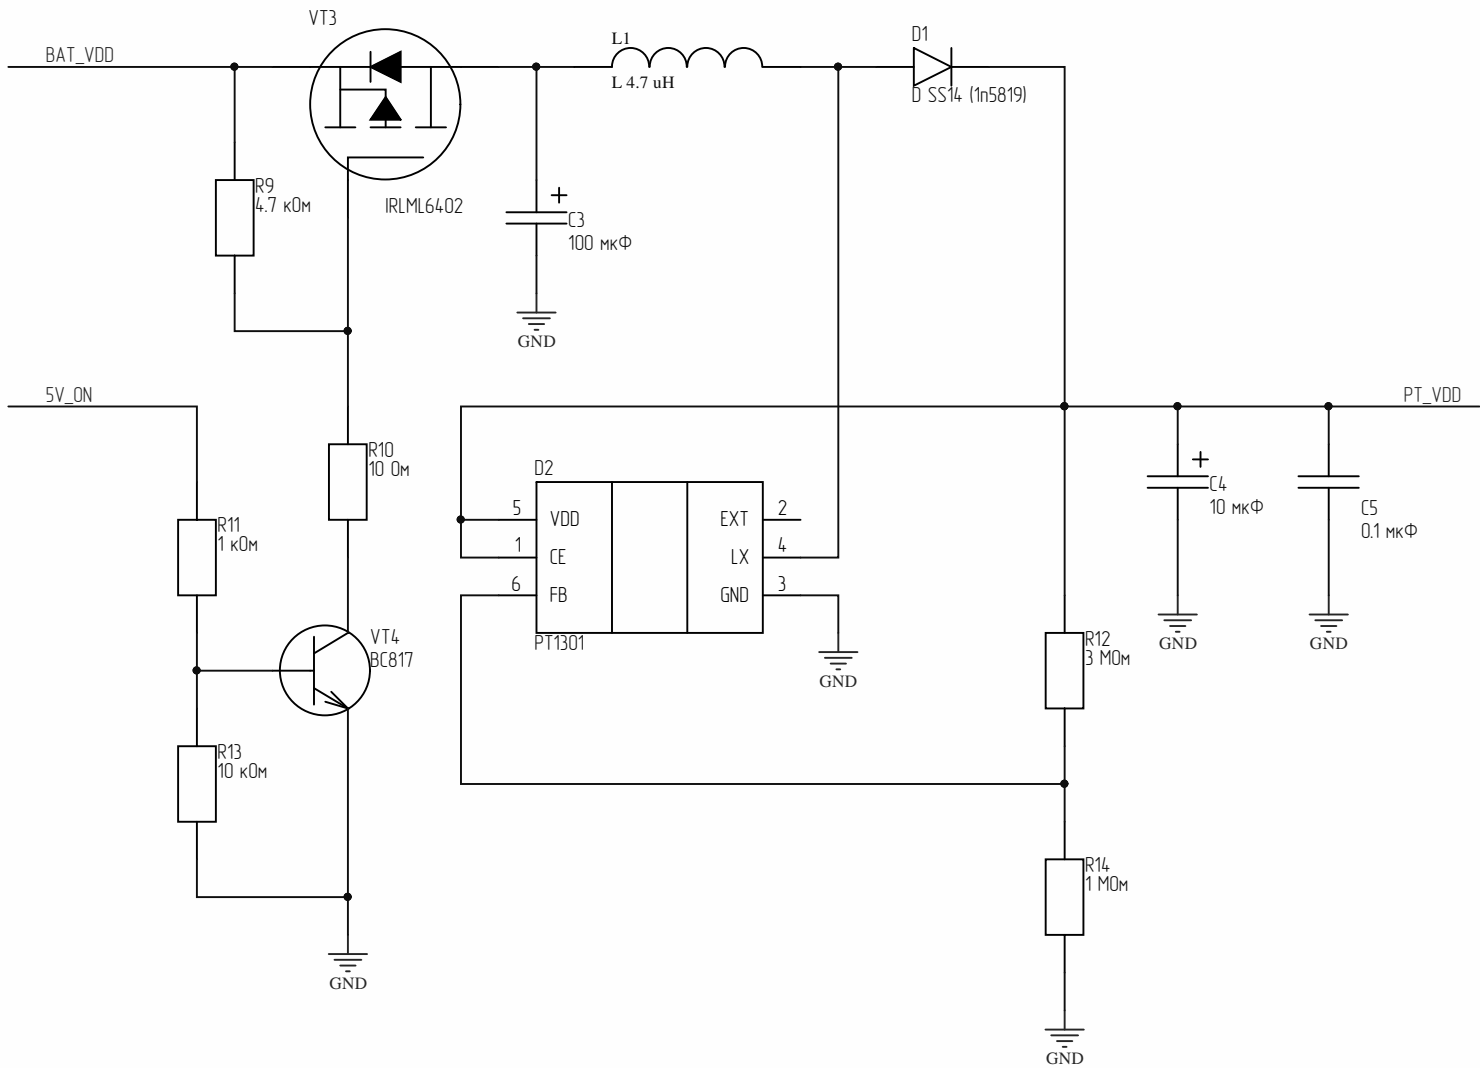 VT3
BAT_VDD
L1
L 4.7 uH
D1
D SS14 (1п5819)
R9
4.7 кОм
IRLML6402
+
C3
100 мкФ
GND
5V_ON
PT_VDD
R10
10 Ом
D2
+
C4
10 мкФ
C5
0.1 мкФ
5 VDD EXT 2
1 CE LX 4
6 FB GND 3
PT1301
R11
1 кОм
VT4
BC817
GND
GND
GND
R12
3 МОм
R13
10 кОм
R14
1 МОм
GND
GND